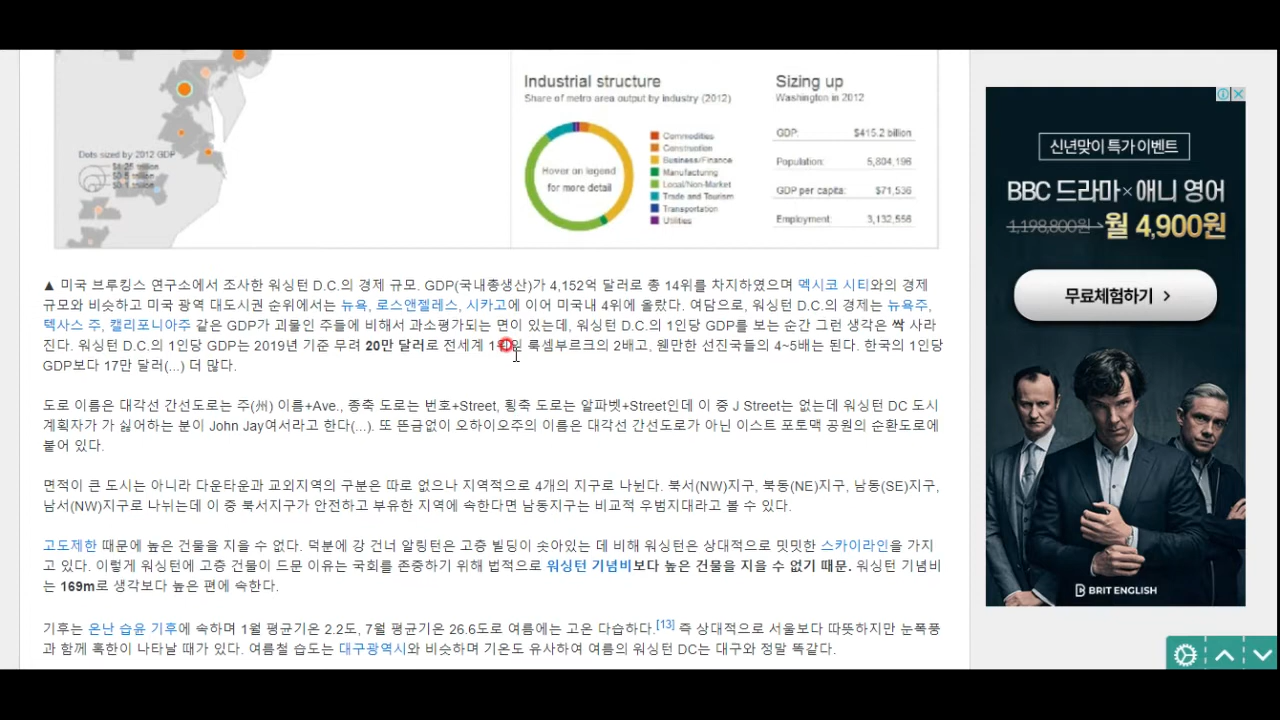 Industrial structure
Share of metro area output by industry (2012)
Hover on legend
for more detail
Commodities
Construction
Business/Finance
Manufacturing
Local/Non-Market
Trade and Tourism
Transportation
Utilities
Sizing up
Washington in 2012
GDP: $415.2 billion
Population: 5,804,196
GDP per capita: $71,536
Employment: 3,132,556
Dots sized by 2012 GDP
▲ 미국 브루킹스 연구소에서 조사한 워싱턴 D.C.의 경제 규모. GDP(국내총생산)가 4,152억 달러로 총 14위를 차지하였으며 멕시코 시티와의 경제
규모와 비슷하고 미국 광역 대도시권 순위에서는 뉴욕, 로스앤젤레스, 시카고에 이어 미국내 4위에 올랐다. 여담으로, 워싱턴 D.C.의 경제는 뉴욕주,
텍사스 주, 캘리포니아주 같은 GDP가 괴물인 주들에 비해서 과소평가되는 면이 있는데, 워싱턴 D.C.의 1인당 GDP를 보는 순간 그런 생각은 싹 사라
진다. 워싱턴 D.C.의 1인당 GDP는 2019년 기준 무려 20만 달러로 전세계 1위인 룩셈부르크의 2배고, 웬만한 선진국들의 4~5배는 된다. 한국의 1인당
GDP보다 17만 달러(...) 더 많다.
도로 이름은 대각선 간선도로는 주(州) 이름+Ave., 종축 도로는 번호+Street, 횡축 도로는 알파벳+Street인데 이 중 J Street는 없는데 워싱턴 DC 도시
계획자가 가 싫어하는 분이 John Jay여서라고 한다(...). 또 뜬금없이 오하이오주의 이름은 대각선 간선도로가 아닌 이스트 포토맥 공원의 순환도로에
붙어 있다.
면적이 큰 도시는 아니라 다운타운과 교외지역의 구분은 따로 없으나 지역적으로 4개의 지구로 나뉜다. 북서(NW)지구, 북동(NE)지구, 남동(SE)지구,
남서(NW)지구로 나뉘는데 이 중 북서지구가 안전하고 부유한 지역에 속한다면 남동지구는 비교적 우범지대라고 볼 수 있다.
고도제한 때문에 높은 건물을 지을 수 없다. 덕분에 강 건너 알링턴은 고층 빌딩이 솟아있는 데 비해 워싱턴은 상대적으로 밋밋한 스카이라인을 가지
고 있다. 이렇게 워싱턴에 고층 건물이 드문 이유는 국회를 존중하기 위해 법적으로 워싱턴 기념비보다 높은 건물을 지을 수 없기 때문. 워싱턴 기념비
는 169m로 생각보다 높은 편에 속한다.
기후는 온난 습윤 기후에 속하며 1월 평균기온 2.2도, 7월 평균기온 26.6도로 여름에는 고온 다습하다.[13] 즉 상대적으로 서울보다 따뜻하지만 눈폭풍
과 함께 혹한이 나타날 때가 있다. 여름철 습도는 대구광역시와 비슷하며 기온도 유사하여 여름의 워싱턴 DC는 대구와 정말 똑같다.
신년맞이 특가 이벤트
BBC 드라마×애니 영어
1,198,800원→월 4,900원
무료체험하기 >
BRIT ENGLISH